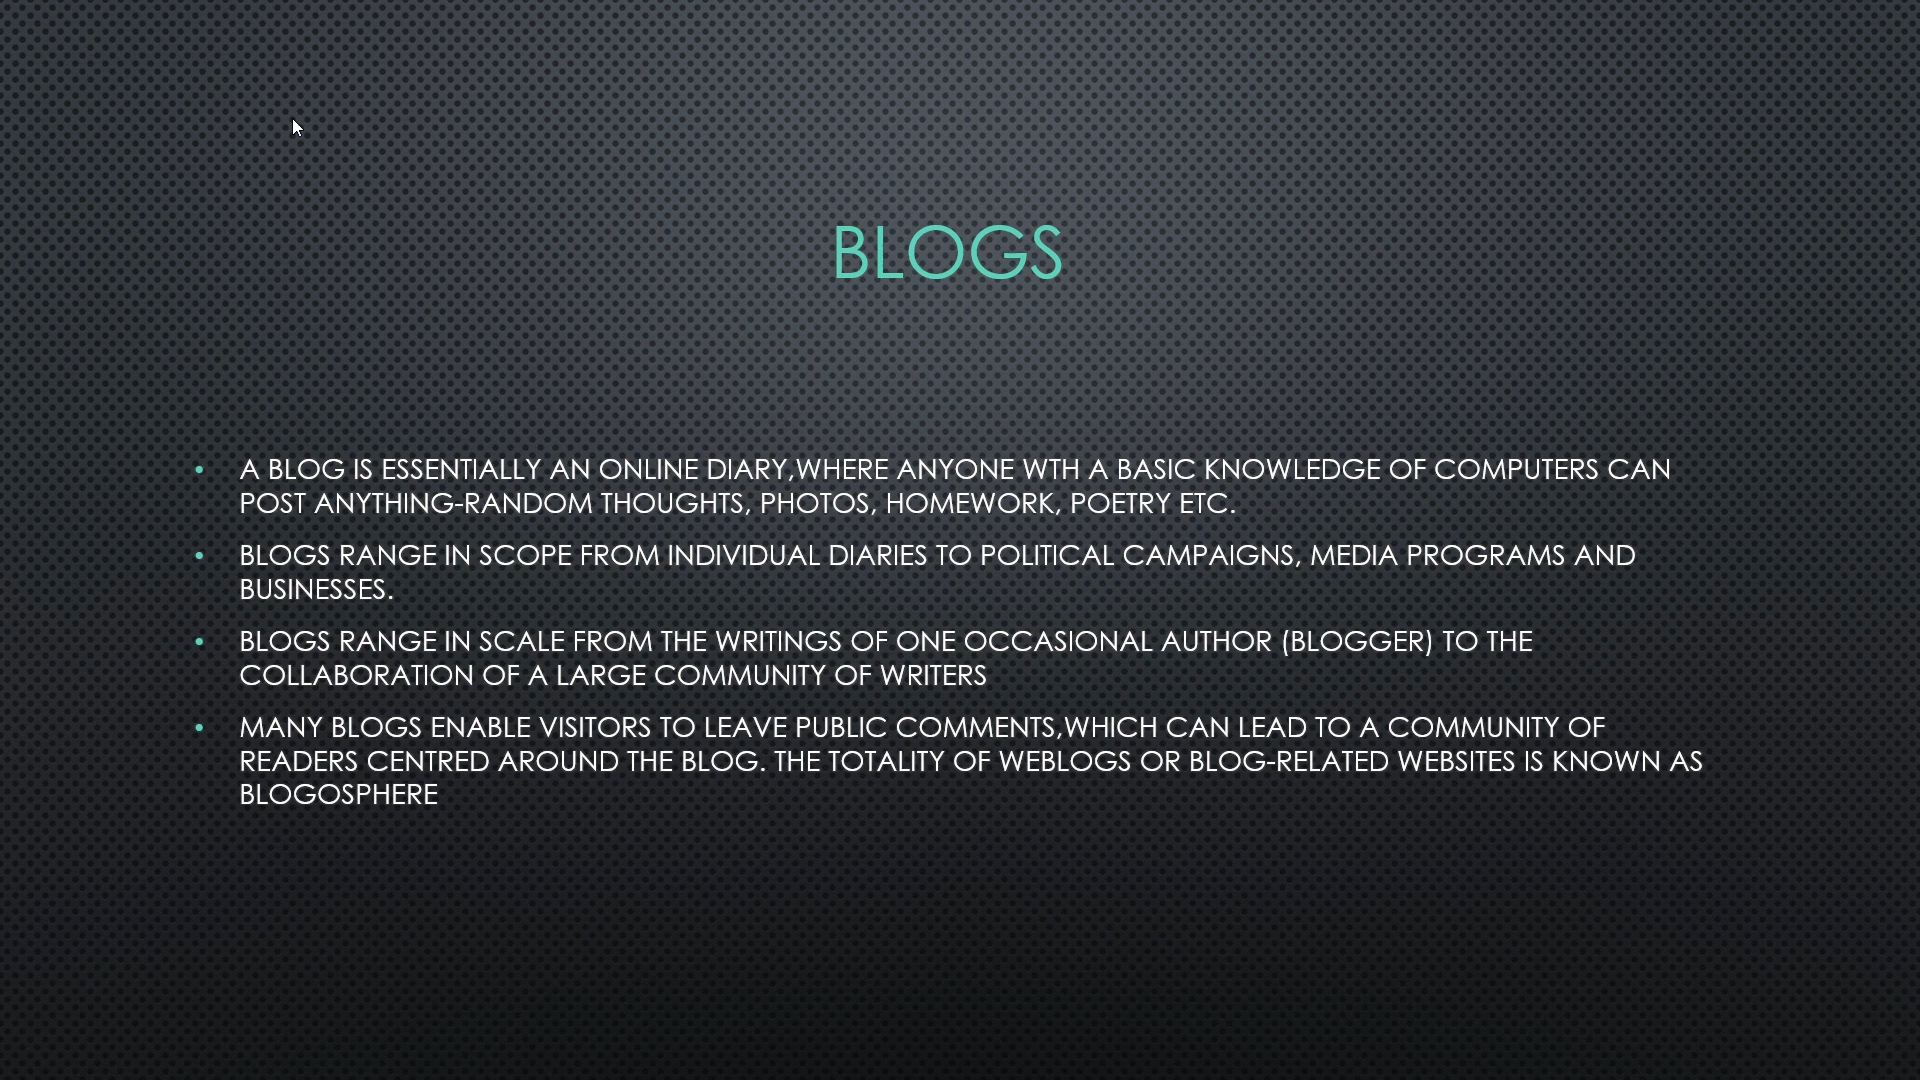 BLOGS
• A BLOG IS ESSENTIALLY AN ONLINE DIARY,WHERE ANYONE WTH A BASIC KNOWLEDGE OF COMPUTERS CAN
POST ANYTHING-RANDOM THOUGHTS, PHOTOS, HOMEWORK, POETRY ETC.
• BLOGS RANGE IN SCOPE FROM INDIVIDUAL DIARIES TO POLITICAL CAMPAIGNS, MEDIA PROGRAMS AND
BUSINESSES.
• BLOGS RANGE IN SCALE FROM THE WRITINGS OF ONE OCCASIONAL AUTHOR (BLOGGER) TO THE
COLLABORATION OF A LARGE COMMUNITY OF WRITERS
• MANY BLOGS ENABLE VISITORS TO LEAVE PUBLIC COMMENTS,WHICH CAN LEAD TO A COMMUNITY OF
READERS CENTRED AROUND THE BLOG. THE TOTALITY OF WEBLOGS OR BLOG-RELATED WEBSITES IS KNOWN AS
BLOGOSPHERE